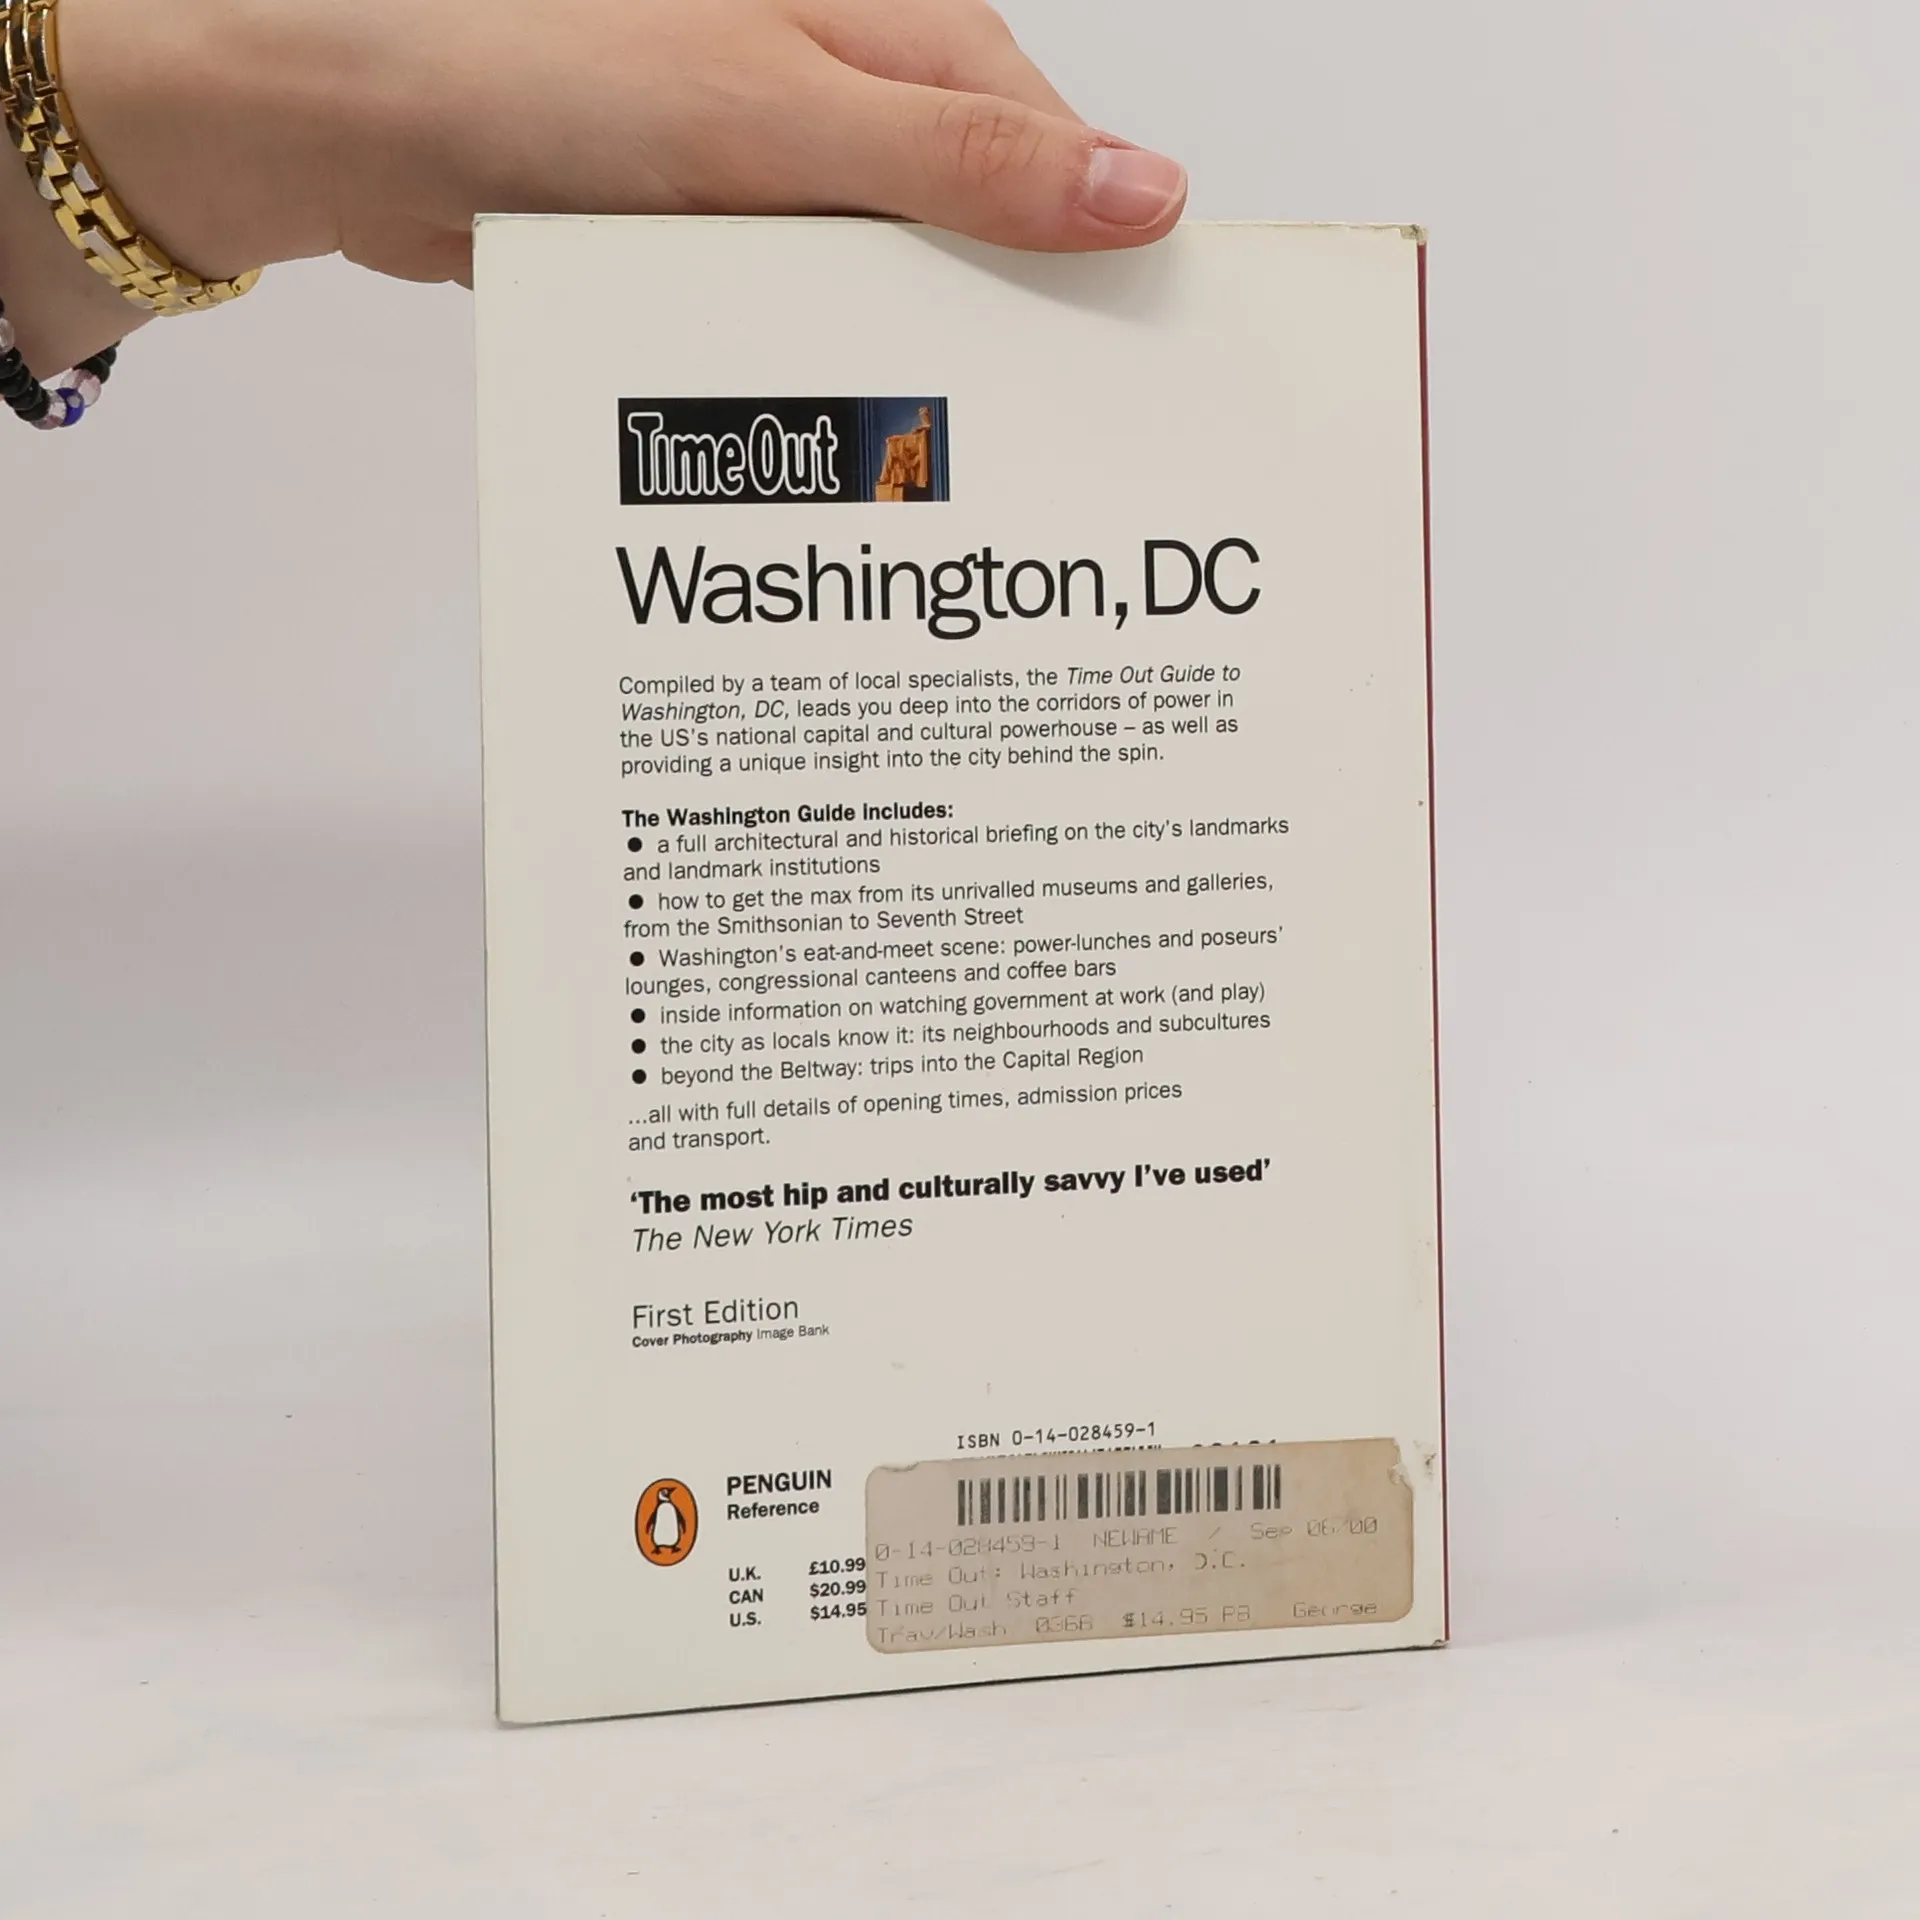 Time Out
Washington, DC
Compiled by a team of local specialists, the Time Out Guide to
Washington, DC, leads you deep into the corridors of power in
the US's national capital and cultural powerhouse – as well as
providing a unique insight into the city behind the spin.
The Washington Guide includes:
● a full architectural and historical briefing on the city's landmarks
and landmark institutions
● how to get the max from its unrivalled museums and galleries,
from the Smithsonian to Seventh Street
● Washington's eat-and-meet scene: power-lunches and poseurs'
lounges, congressional canteens and coffee bars
● inside information on watching government at work (and play)
● the city as locals know it: its neighbourhoods and subcultures
● beyond the Beltway: trips into the Capital Region
...all with full details of opening times, admission prices
and transport.
'The most hip and culturally savvy I've used'
The New York Times
First Edition
Cover Photography Image Bank
ISBN 0-14-028459-1
PENGUIN
Reference
U.K. £10.99
CAN $20.99
U.S. $14.95
0-14-028459-1 NEWAME / Sep 06/00
Time Out: Washington, D.C.
Time Out Staff
Trav/Wash $14.95 PB George